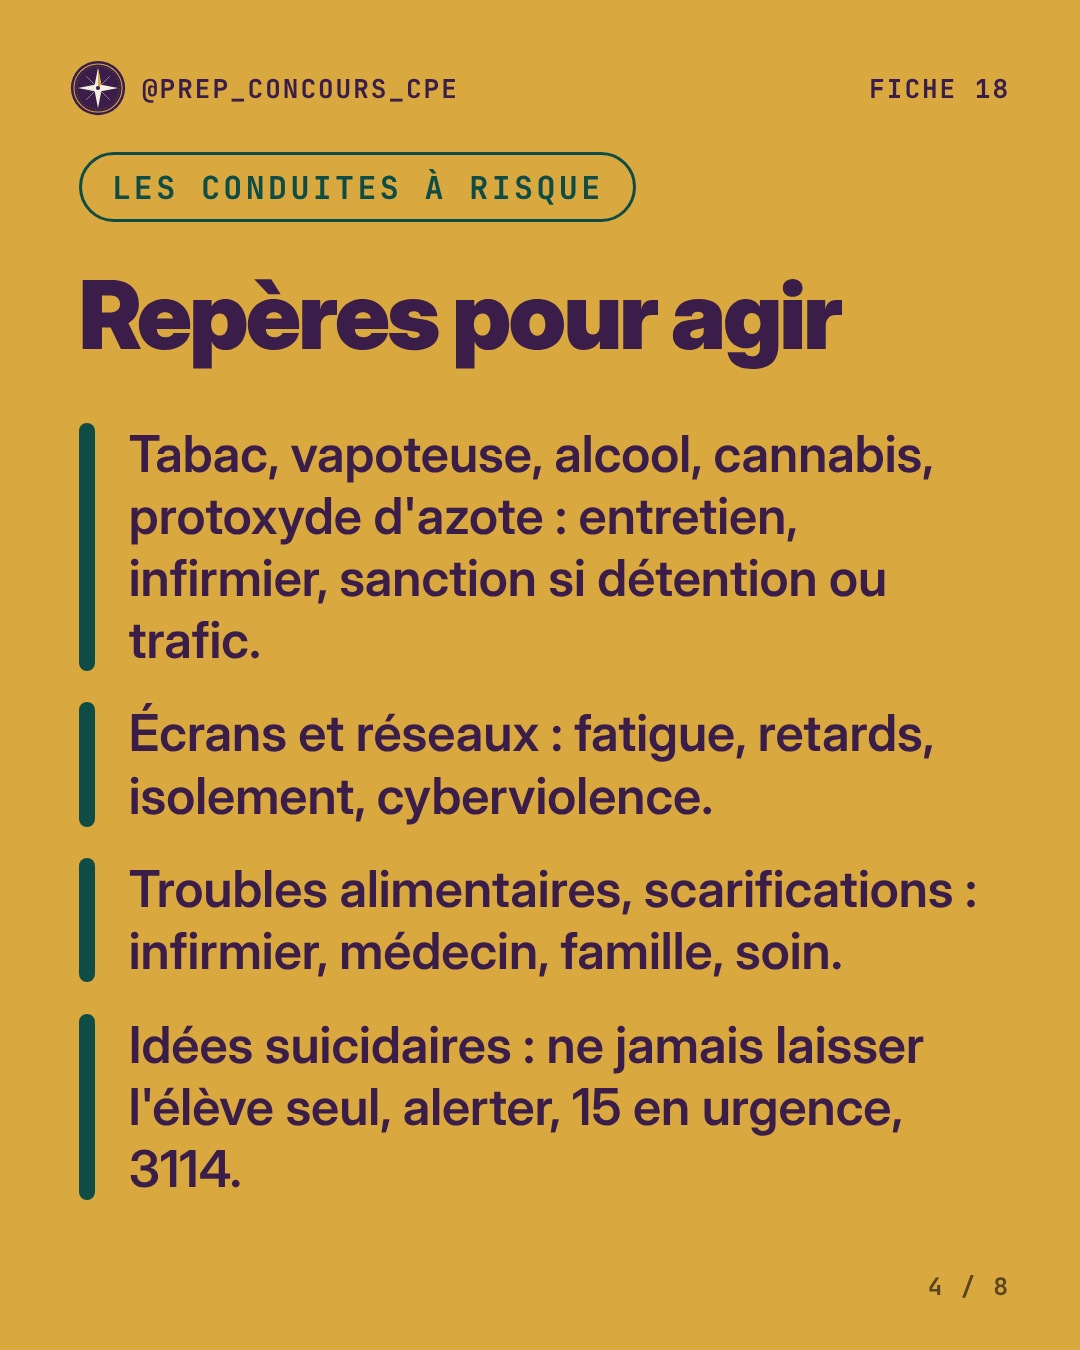 @PREP_CONCOURS_CPE
FICHE 18
LES CONDUITES À RISQUE
Repères pour agir
Tabac, vapoteuse, alcool, cannabis,
protoxyde d'azote : entretien,
infirmier, sanction si détention ou
trafic.
Écrans et réseaux : fatigue, retards,
isolement, cyberviolence.
Troubles alimentaires, scarifications :
infirmier, médecin, famille, soin.
Idées suicidaires : ne jamais laisser
l'élève seul, alerter, 15 en urgence,
3114.
4 / 8